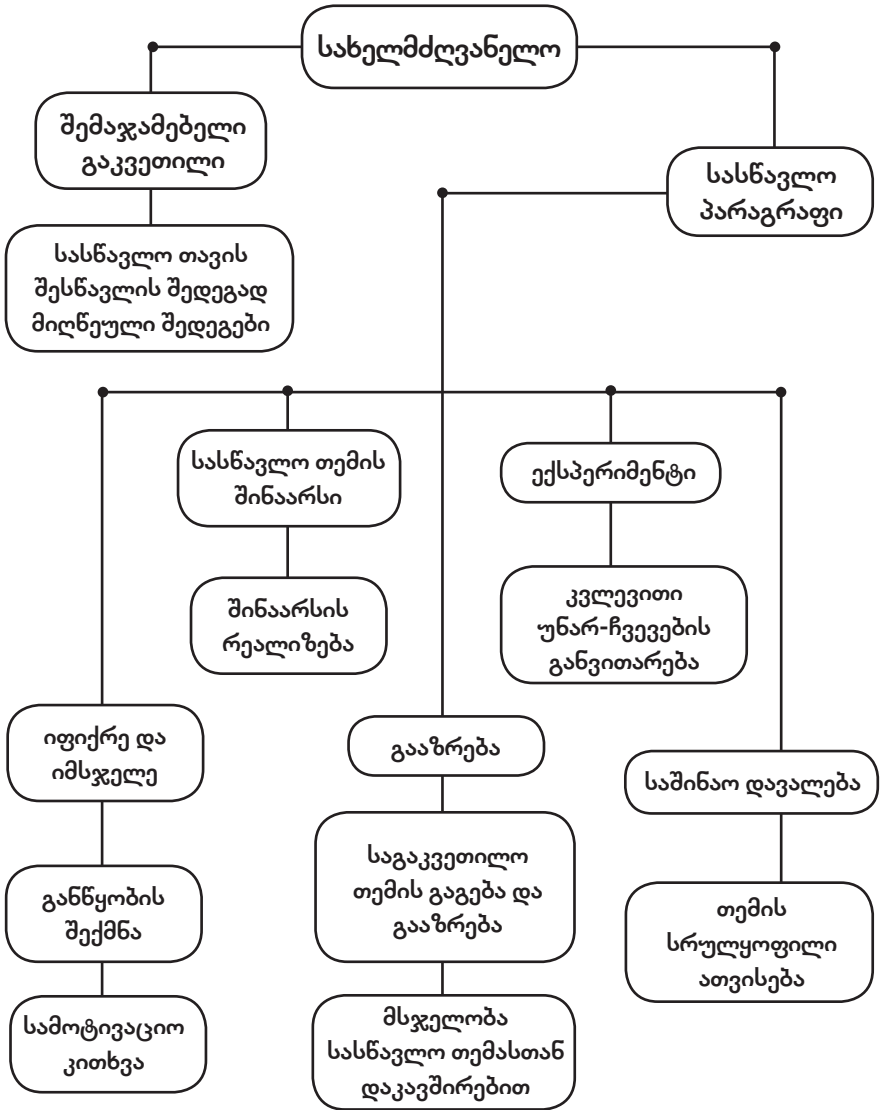 სახელმძღვანელო
შემაჯამებელი
გაკვეთილი
სასწავლო
პარაგრაფი
სასწავლო თავის
შესწავლის შედეგად
მიღწეული შედეგები
სასწავლო თემის
შინაარსი
ექსპერიმენტი
შინაარსის
რეალიზება
კვლევითი
უნარ-ჩვევების
განვითარება
იფიქრე და
იმსჯელე
გააზრება
საშინაო დავალება
განწყობის
შექმნა
საგაკვეთილო
თემის გაგება და
გააზრება
თემის
სრულყოფილი
ათვისება
სამოტივაციო
კითხვა
მსჯელობა
სასწავლო თემასთან
დაკავშირებით